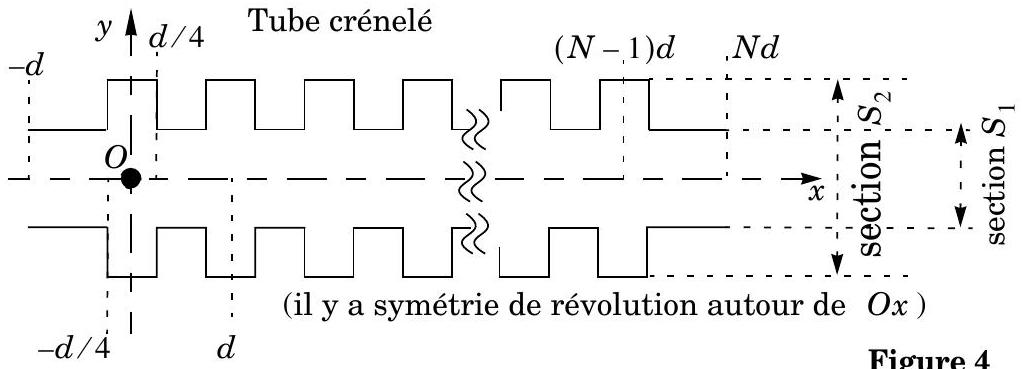 y
Tube crénelé
d/4
–d
(N – 1)d
Nd
O
x
section S₂
section S₁
(il y a symétrie de révolution autour de Ox )
–d/4
d
Figure 4